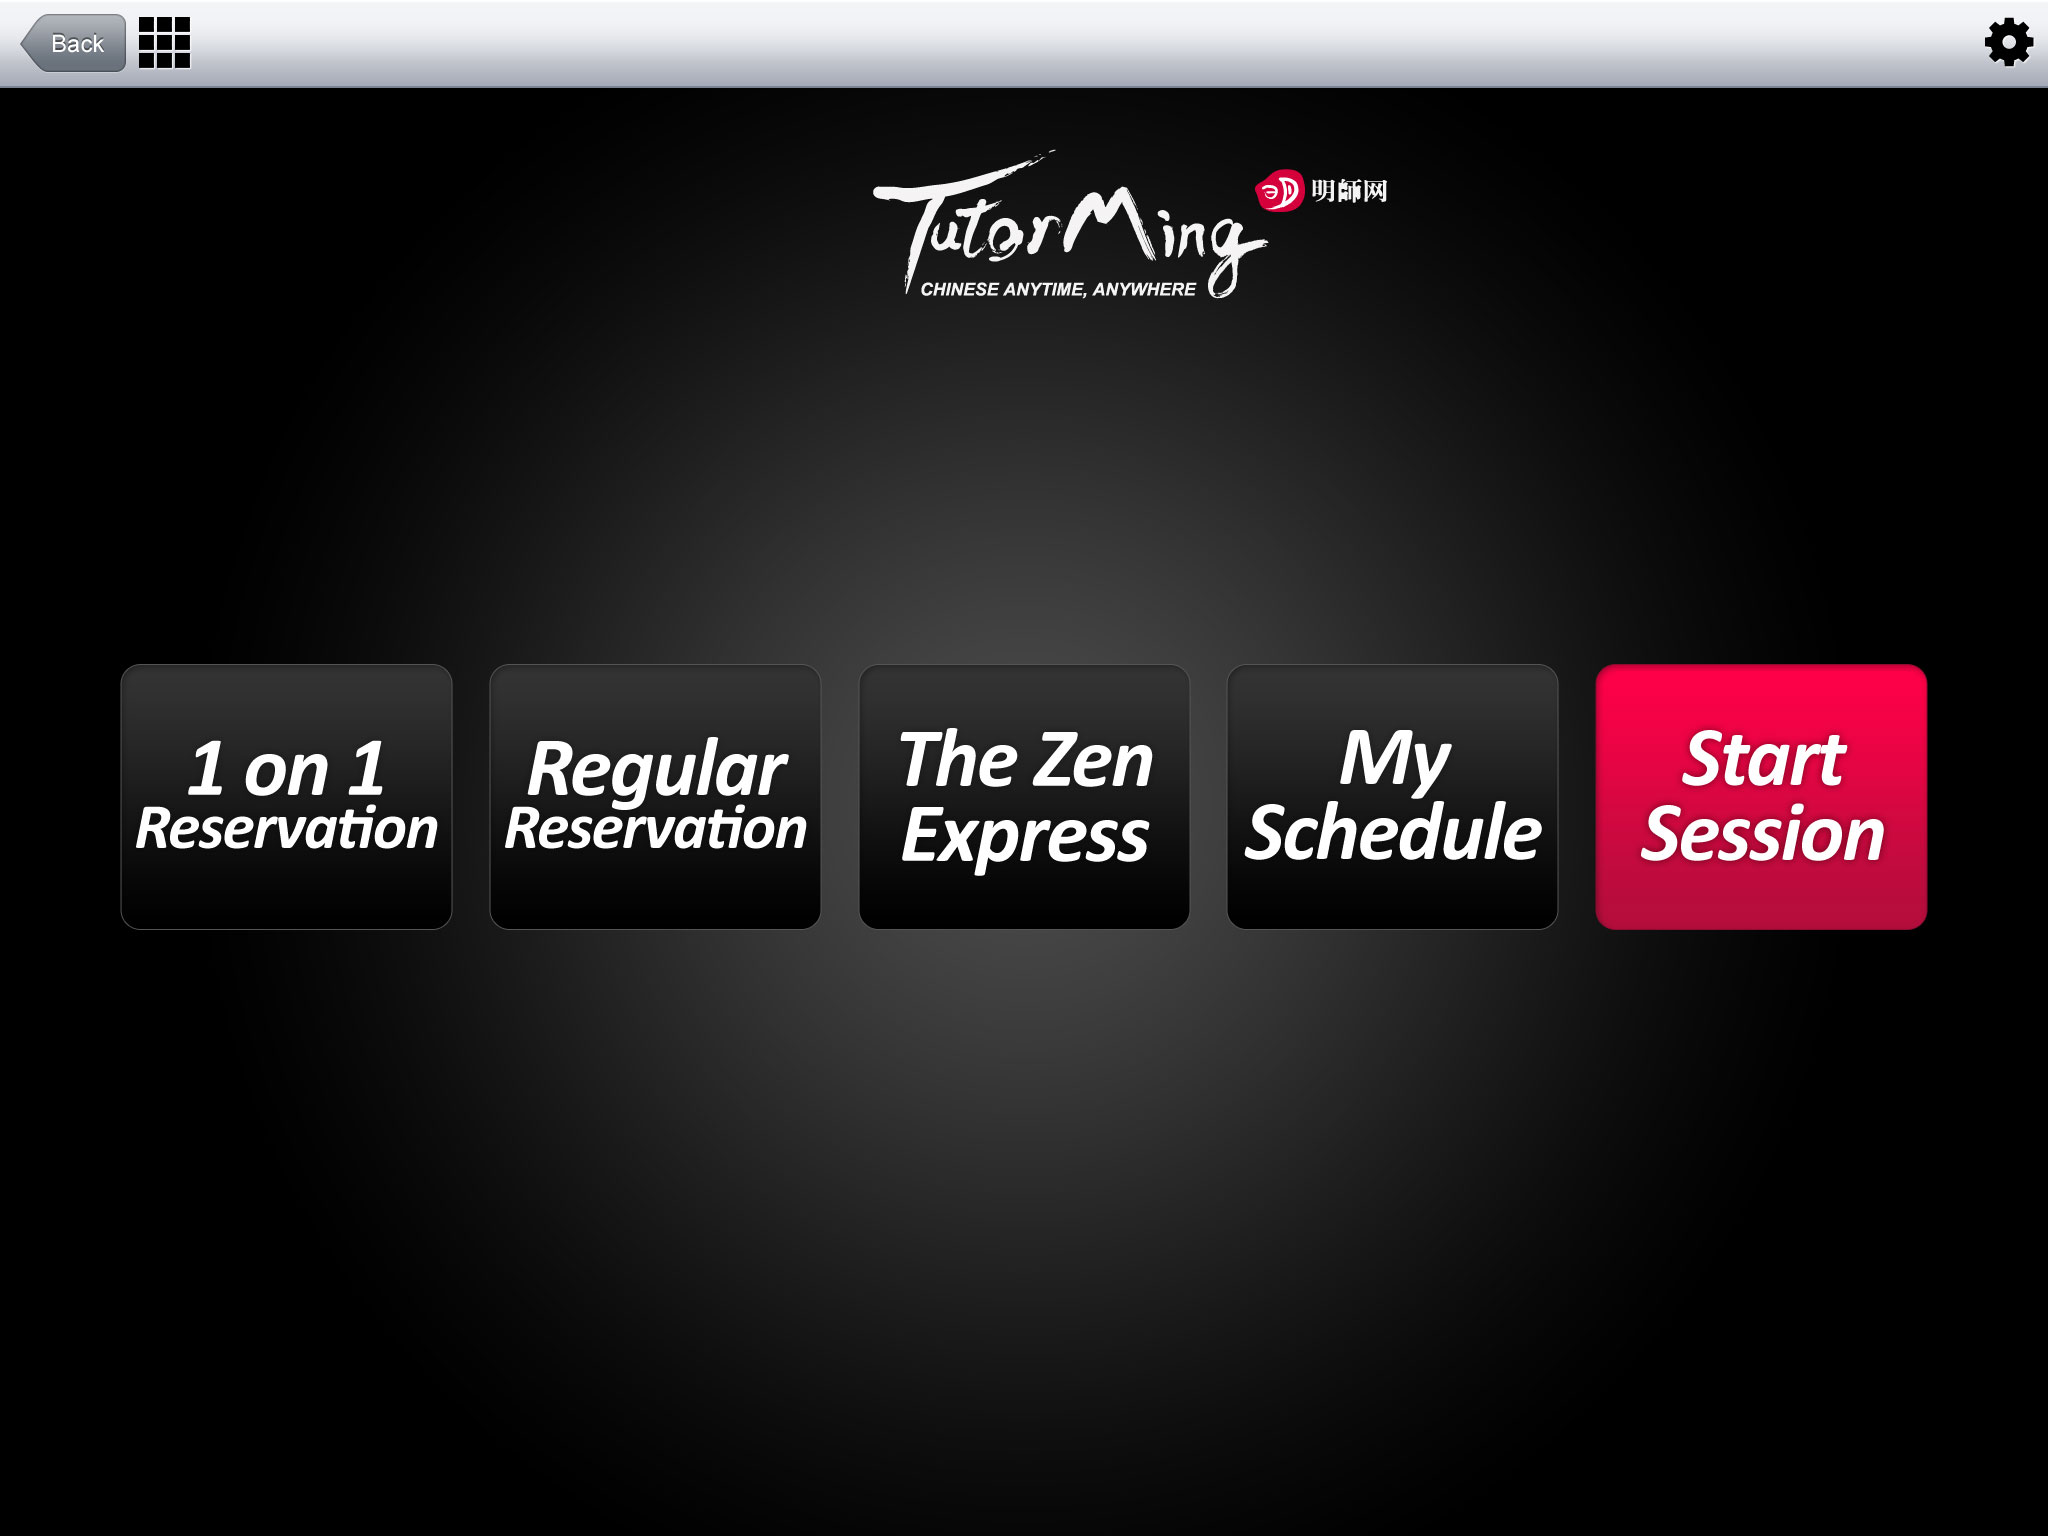 Back
TutorMing
明師网
CHINESE ANYTIME, ANYWHERE
1 on 1
Reservation
Regular
Reservation
The Zen
Express
My
Schedule
Start
Session